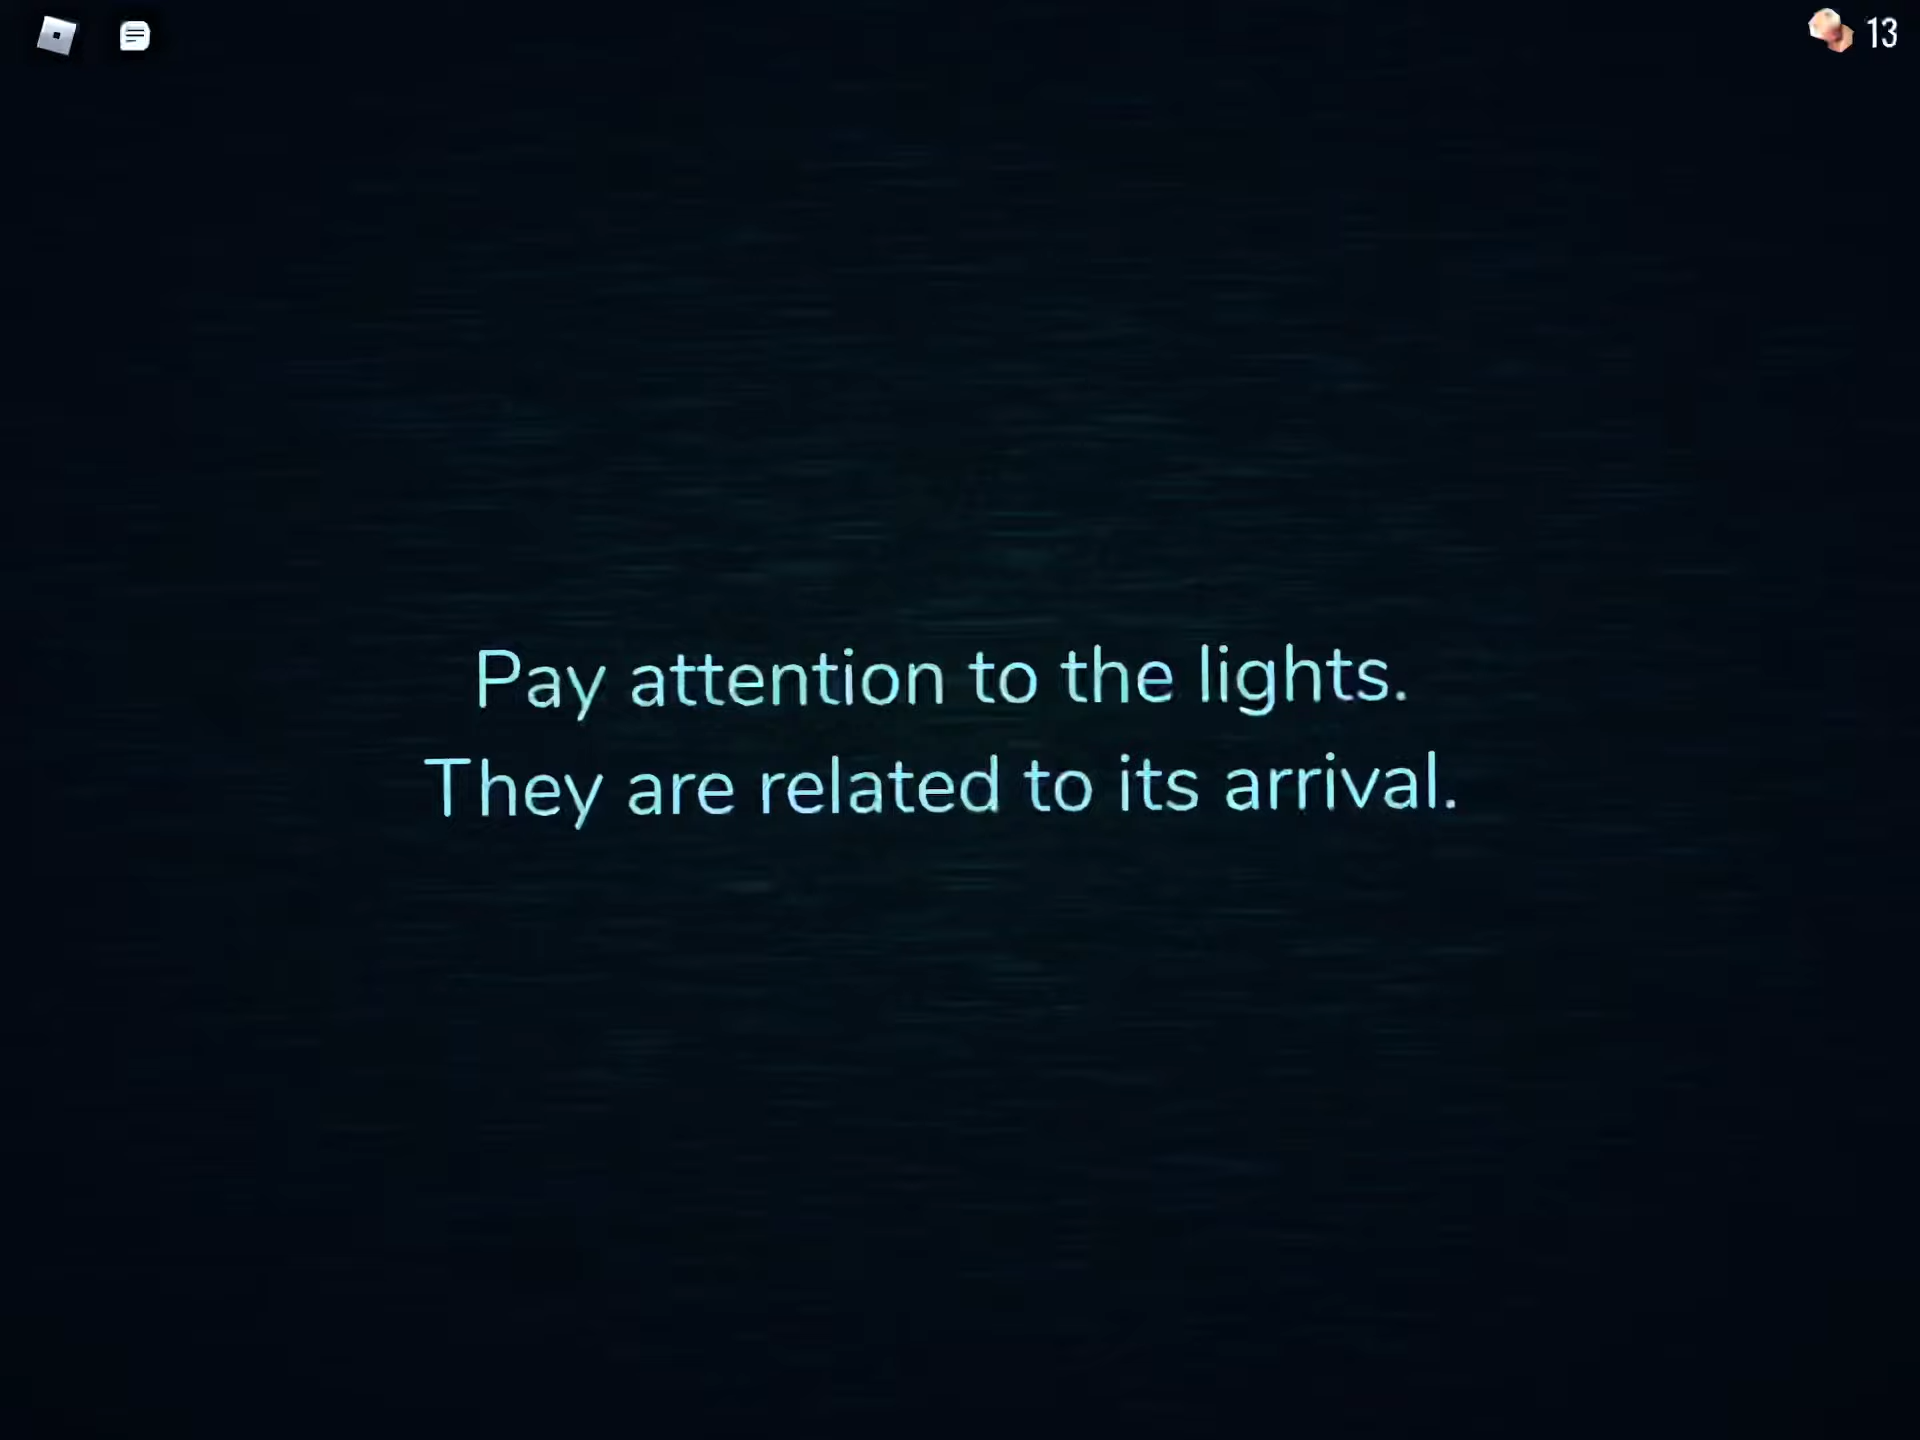 13
Pay attention to the lights.
They are related to its arrival.